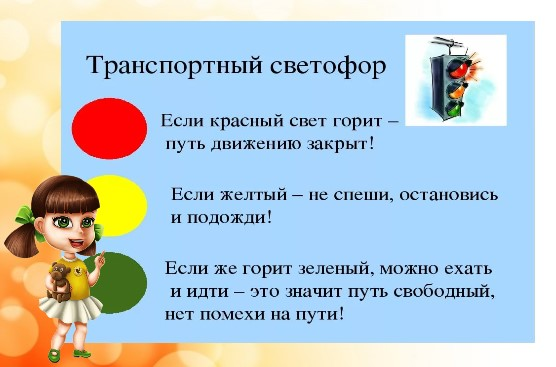 Транспортный светофор
Если красный свет горит –
путь движению закрыт!
Если желтый – не спеши, остановись
и подожди!
Если же горит зеленый, можно ехать
и идти – это значит путь свободный,
нет помехи на пути!